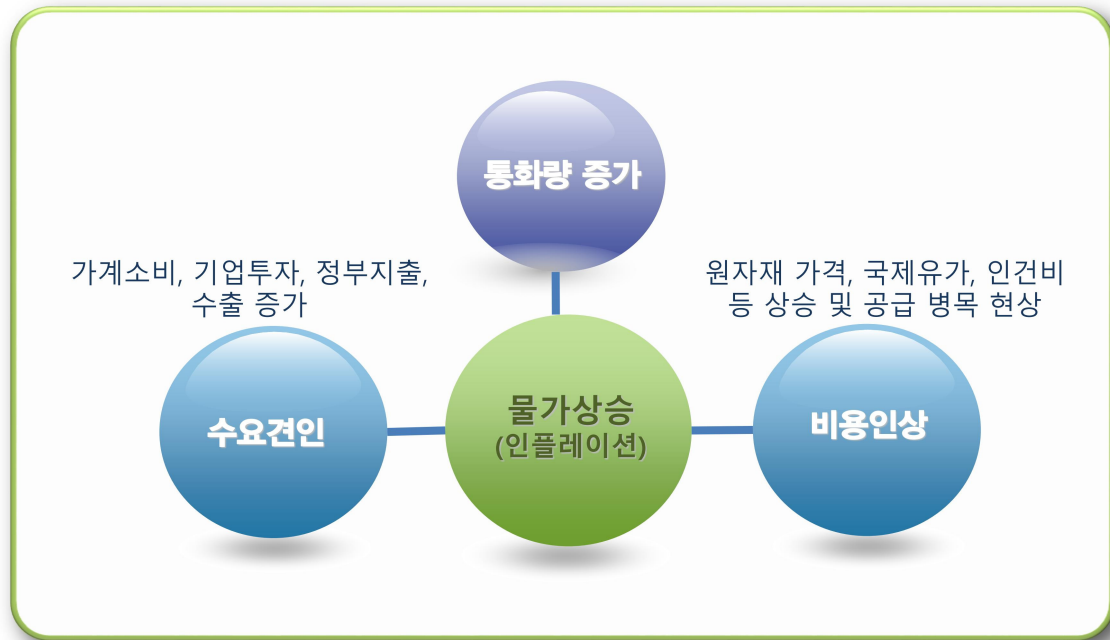 통화량 증가
가계소비, 기업투자, 정부지출,
수출 증가
원자재 가격, 국제유가, 인건비
등 상승 및 공급 병목 현상
수요견인
물가상승
(인플레이션)
비용인상